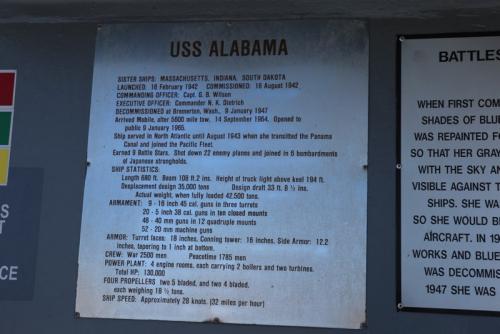 USS ALABAMA
SISTER SHIPS: MASSACHUSETTS, INDIANA, SOUTH DAKOTA
LAUNCHED: 16 February 1942 COMMISSIONED: 16 August 1942
COMMANDING OFFICER: Capt. G. B. Wilson
EXECUTIVE OFFICER: Commander N. K. Dietrich
DECOMMISSIONED at Bremerton, Wash., 9 January 1947
Arrived Mobile, after 5600 mile tow, 14 September 1964. Opened to
public 9 January 1965.
Ship served in North Atlantic until August 1943 when she transited the Panama
Canal and joined the Pacific Fleet.
Earned 9 Battle Stars. Shot down 22 enemy planes and joined in 6 bombardments
of Japanese strongholds.
SHIP STATISTICS:
Length 680 ft. Beam 108 ft. 2 ins. Height of truck light above keel 194 ft.
Desplacement design 35,000 tons Design draft 33 ft. 8 ½ ins.
Actual weight, when fully loaded 42,500 tons.
ARMAMENT: 9 - 16 inch 45 cal. guns in three turrets
20 - 5 inch 38 cal. guns in ten closed mounts
48 - 40 mm guns in 12 quadruple mounts
52 - 20 mm machine guns
ARMOR: Turret faces: 18 inches, Conning tower: 16 inches, Side Armor: 12.2
inches, tapering to 1 inch at bottom.
CREW: War 2500 men Peacetime 1785 men
POWER PLANT: 4 engine rooms, each carrying 2 boilers and two turbines.
Total HP: 130,000
FOUR PROPELLERS two 5 bladed, and two 4 bladed,
each weighing 18 ½ tons.
SHIP SPEED: Approximately 28 knots. (32 miles per hour)
BATTLES
WHEN FIRST COM
SHADES OF BLUE
WAS REPAINTED FO
SO THAT HER GRAY
WITH THE SKY AN
VISIBLE AGAINST T
SHIPS. SHE WA
SO SHE WOULD B
AIRCRAFT. IN 19
WORKS AND BLUE
WAS DECOMMIS
1947 SHE WAS
S
T
CE